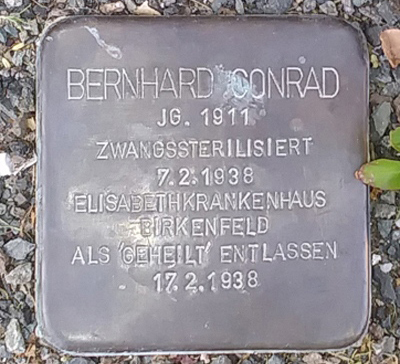 BERNHARD CONRAD
JG. 1911
ZWANGSSTERILISIERT
7.2.1938
ELISABETHKRANKENHAUS
BIRKENFELD
ALS 'GEHEILT' ENTLASSEN
17.2.1938